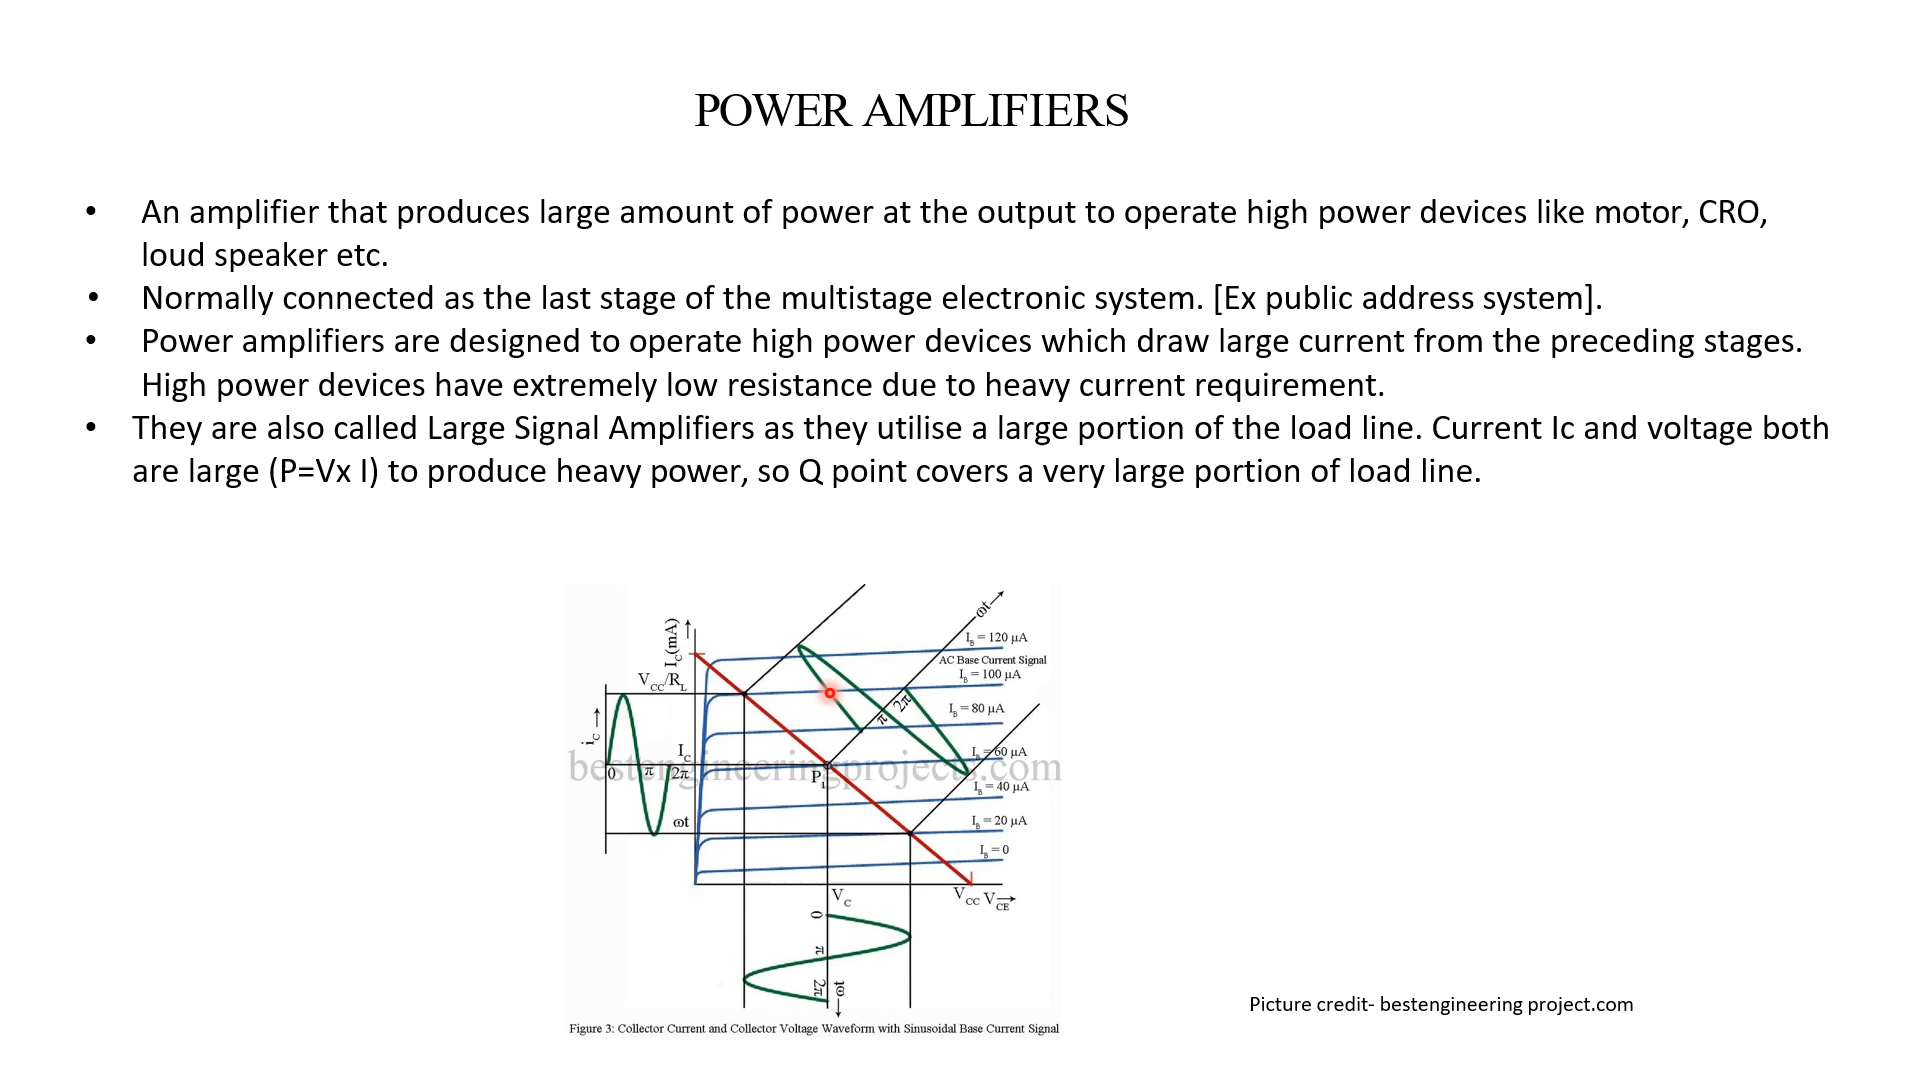 POWER AMPLIFIERS
• An amplifier that produces large amount of power at the output to operate high power devices like motor, CRO,
loud speaker etc.
• Normally connected as the last stage of the multistage electronic system. [Ex public address system].
• Power amplifiers are designed to operate high power devices which draw large current from the preceding stages.
High power devices have extremely low resistance due to heavy current requirement.
• They are also called Large Signal Amplifiers as they utilise a large portion of the load line. Current Ic and voltage both
are large (P=Vx I) to produce heavy power, so Q point covers a very large portion of load line.
ωt
I_C(mA)
I_B = 120 μA
AC Base Current Signal
I_B = 100 μA
V_CC/R_L
π 2π
I_B = 80 μA
i_C
I_C
I_B = 60 μA
bestengineeringprojects.com
0 π 2π
P_1
I_B = 40 μA
ωt
I_B = 20 μA
I_B = 0
V_C
V_CC V_CE
0
π
2π
ωt
Picture credit- bestengineering project.com
Figure 3: Collector Current and Collector Voltage Waveform with Sinusoidal Base Current Signal